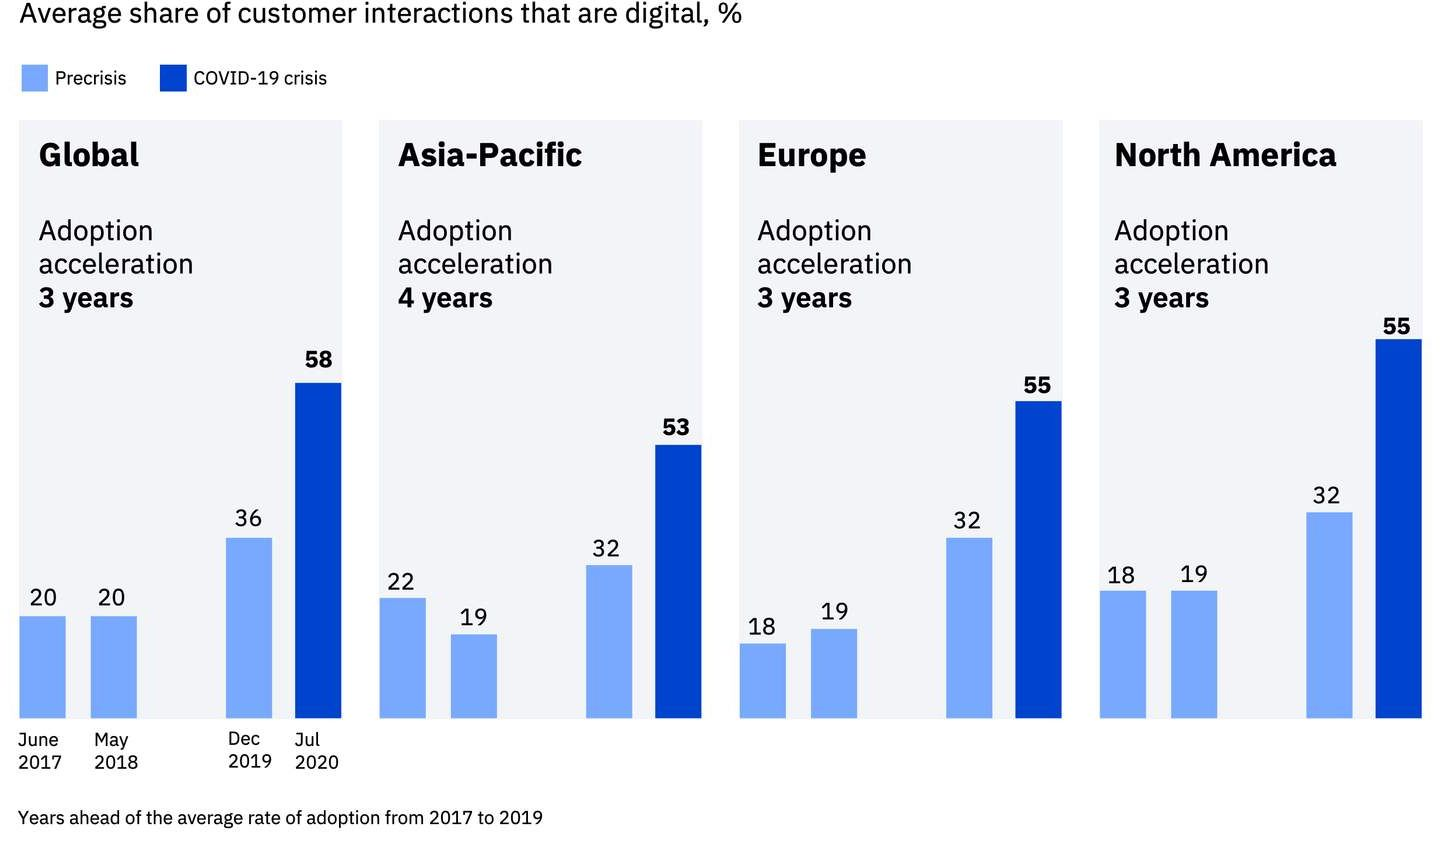 Average share of customer interactions that are digital, %
Precrisis
COVID-19 crisis
Global
Adoption
acceleration
3 years
20
20
36
58
June
2017
May
2018
Dec
2019
Jul
2020
Asia-Pacific
Adoption
acceleration
4 years
22
19
32
53
Europe
Adoption
acceleration
3 years
18
19
32
55
North America
Adoption
acceleration
3 years
18
19
32
55
Years ahead of the average rate of adoption from 2017 to 2019